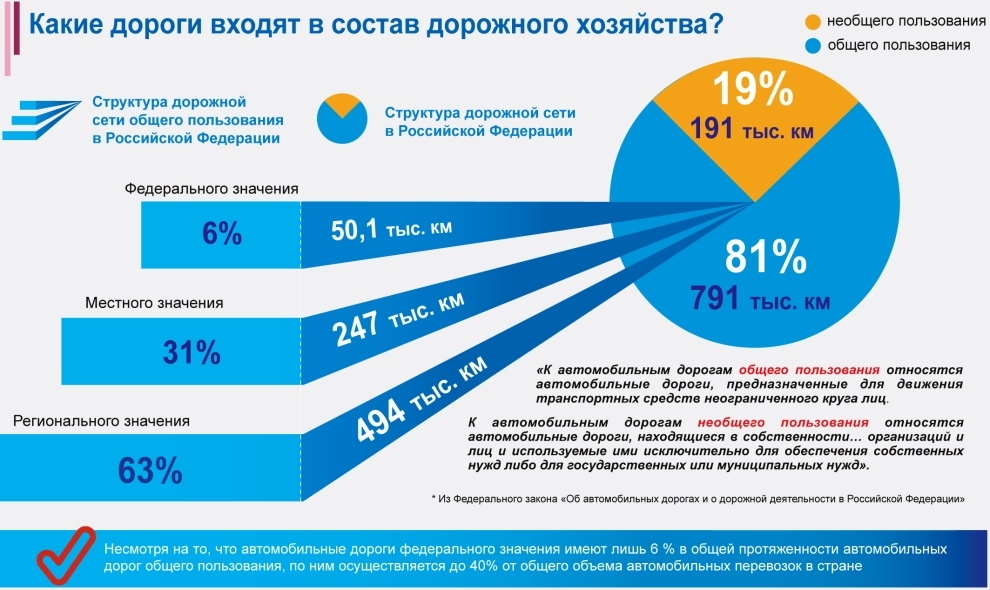 Какие дороги входят в состав дорожного хозяйства?
необщего пользования
общего пользования
Структура дорожной
сети общего пользования
в Российской Федерации
Структура дорожной сети
в Российской Федерации
19%
191 тыс. км
81%
791 тыс. км
Федерального значения
6%
50,1 тыс. км
Местного значения
31%
247 тыс. км
Регионального значения
63%
494 тыс. км
«К автомобильным дорогам общего пользования относятся
автомобильные дороги, предназначенные для движения
транспортных средств неограниченного круга лиц.
К автомобильным дорогам необщего пользования относятся
автомобильные дороги, находящиеся в собственности… организаций и
лиц и используемые ими исключительно для обеспечения собственных
нужд либо для государственных или муниципальных нужд».
* Из Федерального закона «Об автомобильных дорогах и о дорожной деятельности в Российской Федерации»
Несмотря на то, что автомобильные дороги федерального значения имеют лишь 6 % в общей протяженности автомобильных
дорог общего пользования, по ним осуществляется до 40% от общего объема автомобильных перевозок в стране